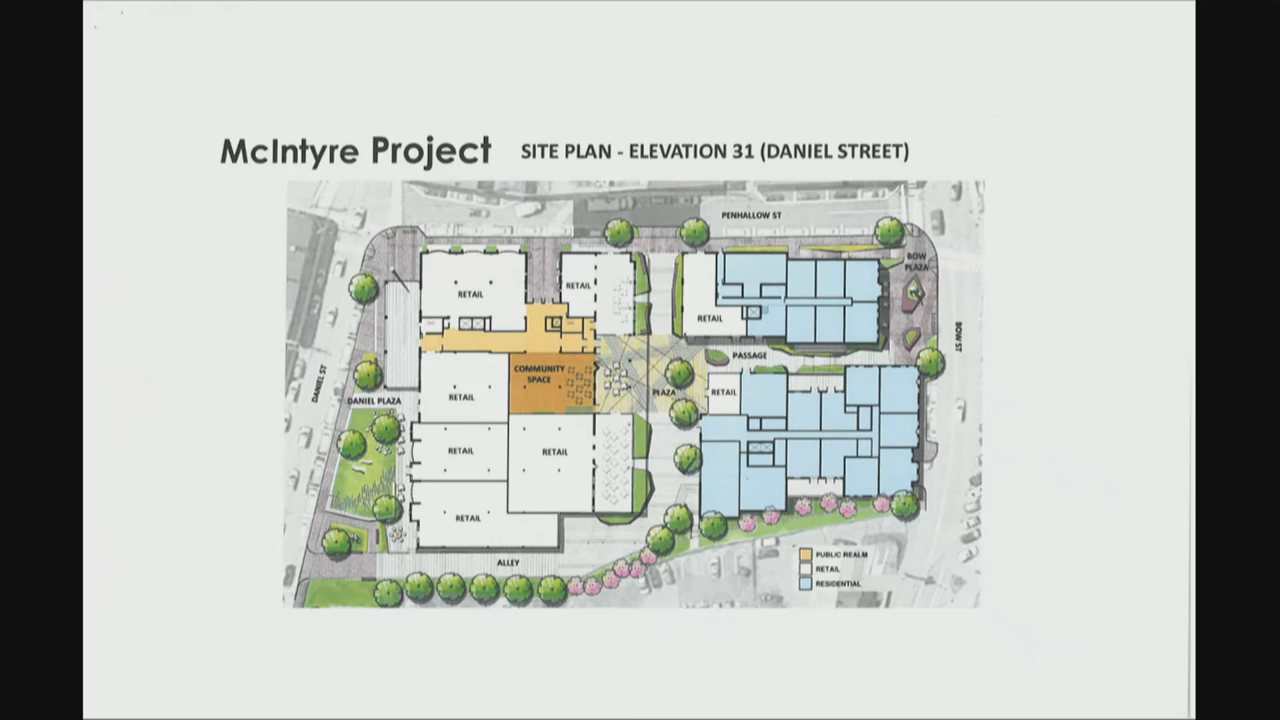 McIntyre Project SITE PLAN - ELEVATION 31 (DANIEL STREET)
PENHALLOW ST
BOW
PLAZA
RETAIL
RETAIL
RETAIL
BOW ST
PASSAGE
COMMUNITY
SPACE
DANIEL ST
PLAZA
RETAIL
RETAIL
DANIEL PLAZA
RETAIL
RETAIL
RETAIL
PUBLIC REALM
ALLEY
RETAIL
RESIDENTIAL